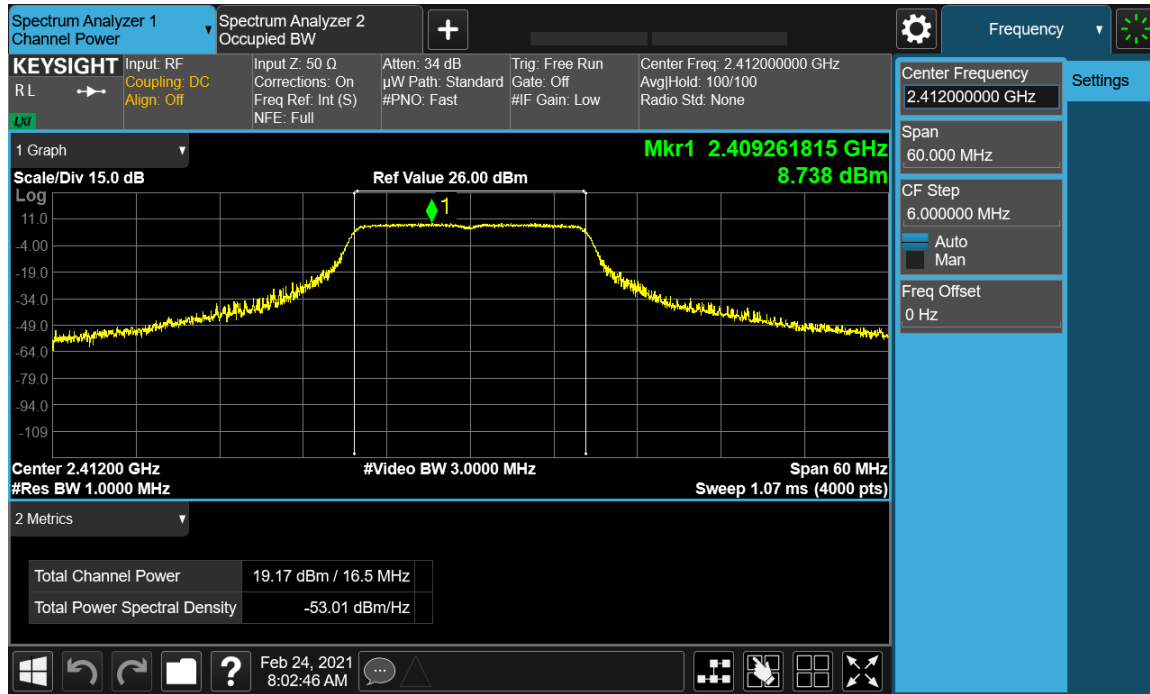 Spectrum Analyzer 1
Channel Power
Spectrum Analyzer 2
Occupied BW
+
Frequency
KEYSIGHT
R L
LXI
Input: RF
Coupling: DC
Align: Off
Input Z: 50 Ω
Corrections: On
Freq Ref: Int (S)
NFE: Full
Atten: 34 dB
µW Path: Standard
#PNO: Fast
Trig: Free Run
Gate: Off
#IF Gain: Low
Center Freq: 2.412000000 GHz
Avg|Hold: 100/100
Radio Std: None
Center Frequency
2.412000000 GHz
Settings
Span
60.000 MHz
CF Step
6.000000 MHz
Auto
Man
Freq Offset
0 Hz
1 Graph
Mkr1 2.409261815 GHz
8.738 dBm
Scale/Div 15.0 dB
Ref Value 26.00 dBm
Log
1
11.0
-4.00
-19.0
-34.0
-49.0
-64.0
-79.0
-94.0
-109
Center 2.41200 GHz
#Video BW 3.0000 MHz
Span 60 MHz
#Res BW 1.0000 MHz
Sweep 1.07 ms (4000 pts)
2 Metrics
Total Channel Power 19.17 dBm / 16.5 MHz
Total Power Spectral Density -53.01 dBm/Hz
?
Feb 24, 2021
8:02:46 AM